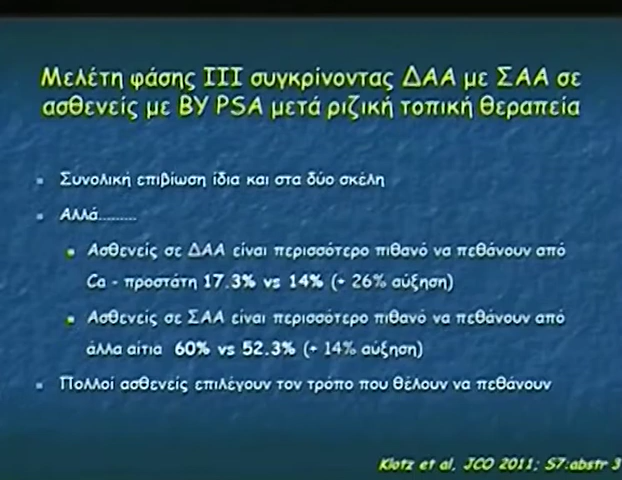 Μελέτη φάσης III συγκρίνοντας ΔΑΑ με ΣΑΑ σε
ασθενείς με ΒΥ PSA μετά ριζική τοπική θεραπεία
Συνολική επιβίωση ίδια και στα δύο σκέλη
Αλλά.........
Ασθενείς σε ΔΑΑ είναι περισσότερο πιθανό να πεθάνουν από
Ca - προστάτη 17.3% vs 14% (+ 26% αύξηση)
Ασθενείς σε ΣΑΑ είναι περισσότερο πιθανό να πεθάνουν από
άλλα αίτια 60% vs 52.3% (+ 14% αύξηση)
Πολλοί ασθενείς επιλέγουν τον τρόπο που θέλουν να πεθάνουν
Klotz et al, JCO 2011; S7:abstr 3